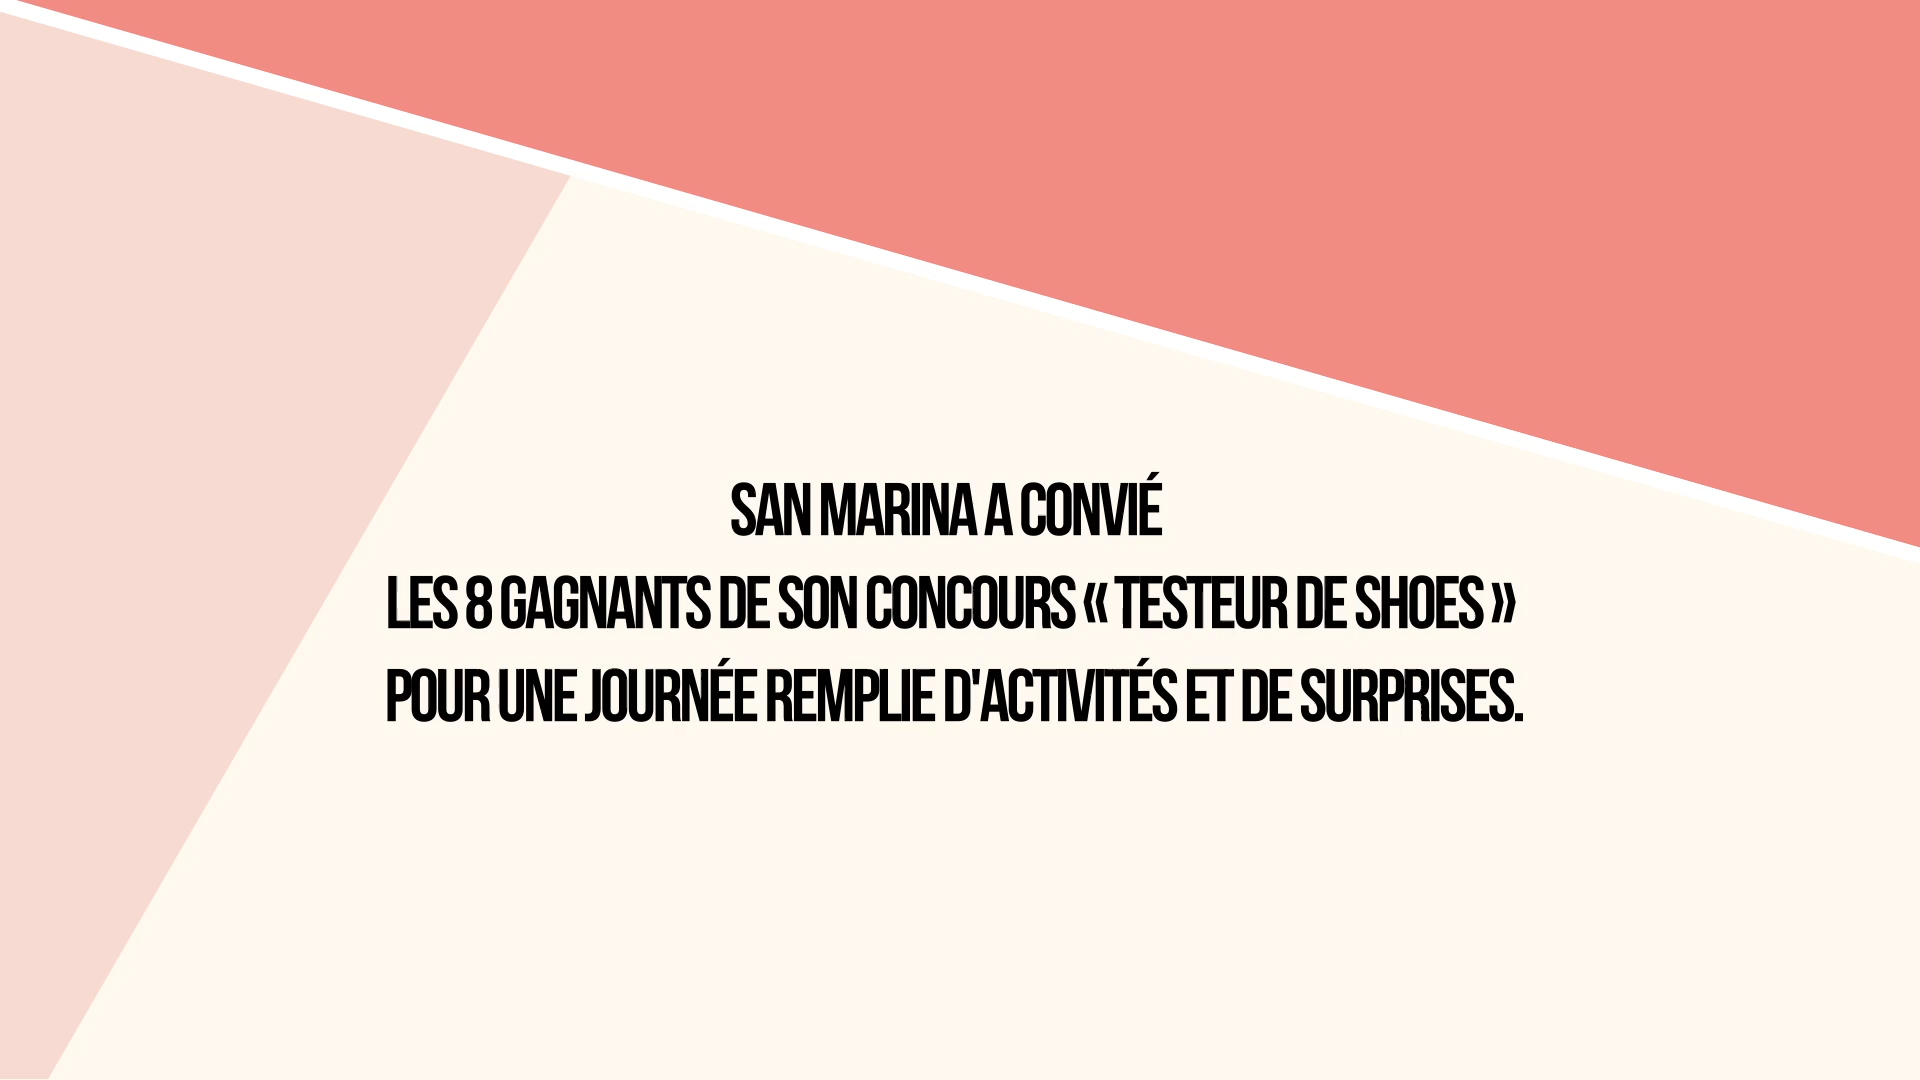 SAN MARINA A CONVIÉ
LES 8 GAGNANTS DE SON CONCOURS « TESTEUR DE SHOES »
POUR UNE JOURNÉE REMPLIE D'ACTIVITÉS ET DE SURPRISES.